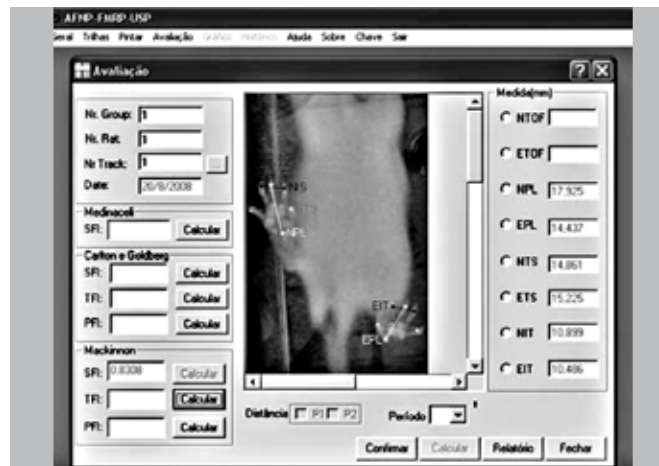 AFNP-FMRP-USP
Geral Trilhas Pintar Avaliação Gráfico Histórico Ajuda Sobre Chave Sair
Avaliação
Nr. Group: 1
Nr. Rat: 1
Nr Track: 1 ...
Date: 20/8/2008
Medinaceli
SFI: Calcular
Carlton e Goldberg
SFI: Calcular
TFI: Calcular
PFI: Calcular
Mackinnon
SFI: 0.8308 Calcular
TFI: Calcular
PFI: Calcular
NIS
NPL
EIT
EPL
Distância P1 P2 Período
Medida(mm)
NTOF
ETOF
NPL 17,925
EPL 14,437
NTS 14,861
ETS 15,225
NIT 10,899
EIT 10,486
Confirmar Calcular Relatório Fechar